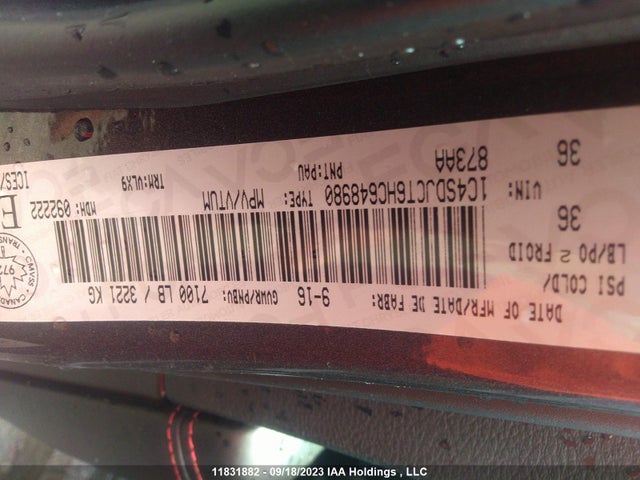 DATE OF MFR/DATE DE FABR: 9-16
GVWR/PNBV: 7100 LB / 3221 KG
PSI COLD/
LB/PO 2 FROID
36
36
VIN: 1C4SDJCT6HC648980
TYPE: MPV/VTUM
MDH: 092222
873AA
PNT: PAU
TRM: VLX9
ICES/
E
11831882 - 09/18/2023 IAA Holdings , LLC